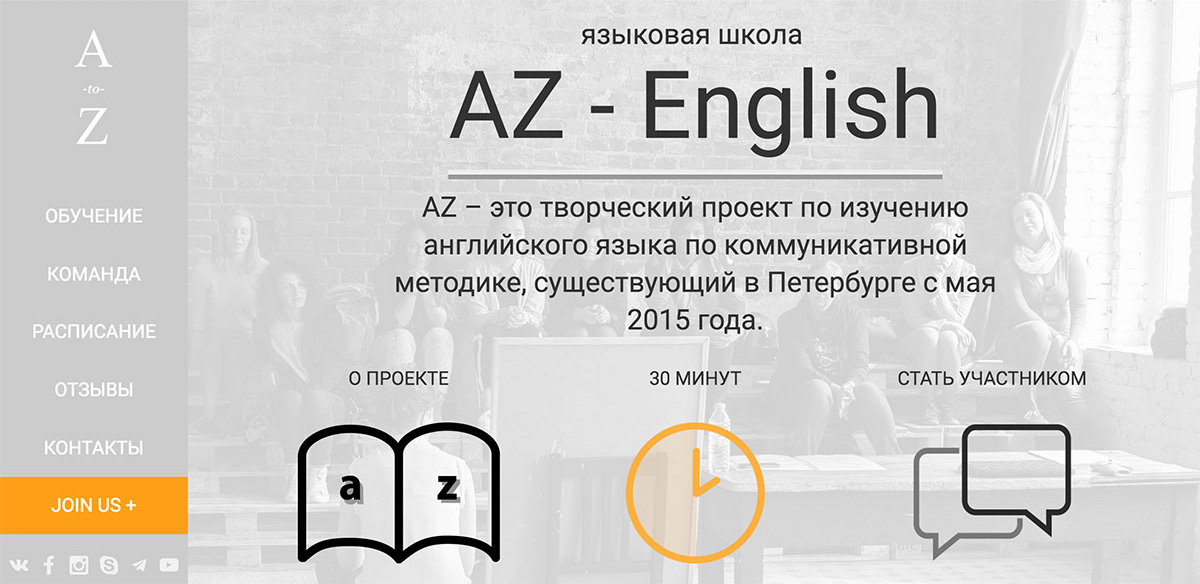 A
-to-
Z
ОБУЧЕНИЕ
КОМАНДА
РАСПИСАНИЕ
ОТЗЫВЫ
КОНТАКТЫ
JOIN US +
языковая школа
AZ - English
AZ – это творческий проект по изучению
английского языка по коммуникативной
методике, существующий в Петербурге с мая
2015 года.
О ПРОЕКТЕ
30 МИНУТ
СТАТЬ УЧАСТНИКОМ
a z